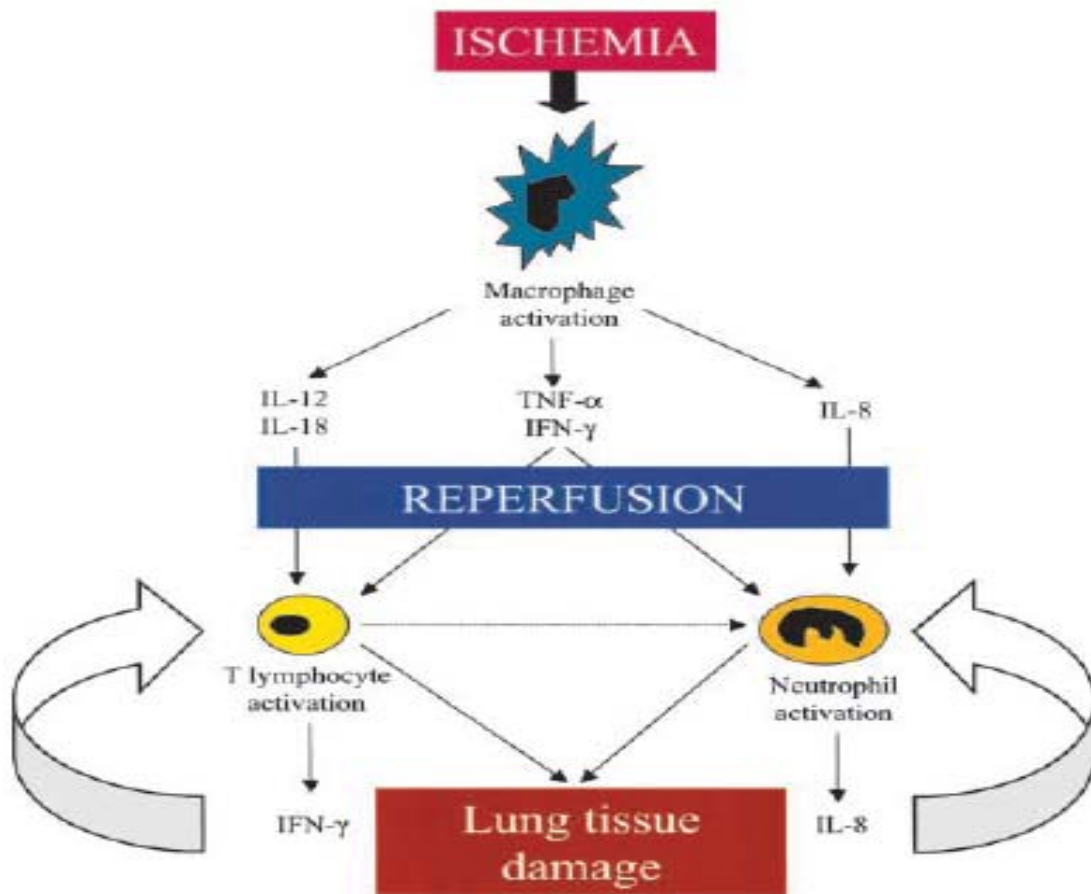 ISCHEMIA
Macrophage
activation
IL-12
IL-18
TNF-α
IFN-γ
IL-8
REPERFUSION
T lymphocyte
activation
Neutrophil
activation
IFN-γ
Lung tissue
damage
IL-8